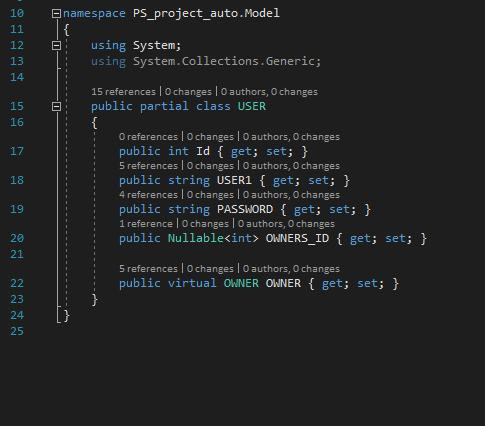 10 namespace PS_project_auto.Model
11 {
12 using System;
13 using System.Collections.Generic;
14
15 references | 0 changes | 0 authors, 0 changes
15 public partial class USER
16 {
0 references | 0 changes | 0 authors, 0 changes
17 public int Id { get; set; }
5 references | 0 changes | 0 authors, 0 changes
18 public string USER1 { get; set; }
4 references | 0 changes | 0 authors, 0 changes
19 public string PASSWORD { get; set; }
1 reference | 0 changes | 0 authors, 0 changes
20 public Nullable<int> OWNERS_ID { get; set; }
21
5 references | 0 changes | 0 authors, 0 changes
22 public virtual OWNER OWNER { get; set; }
23 }
24 }
25